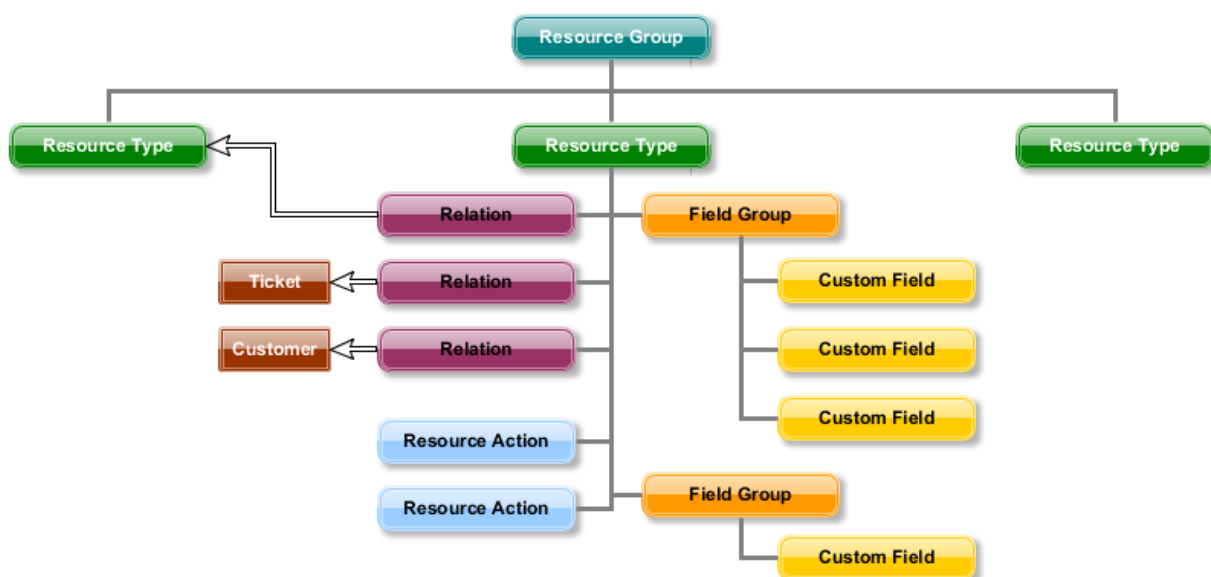 Resource Group
Resource Type
Resource Type
Resource Type
Relation
Field Group
Ticket
Relation
Custom Field
Customer
Relation
Custom Field
Custom Field
Resource Action
Field Group
Resource Action
Custom Field